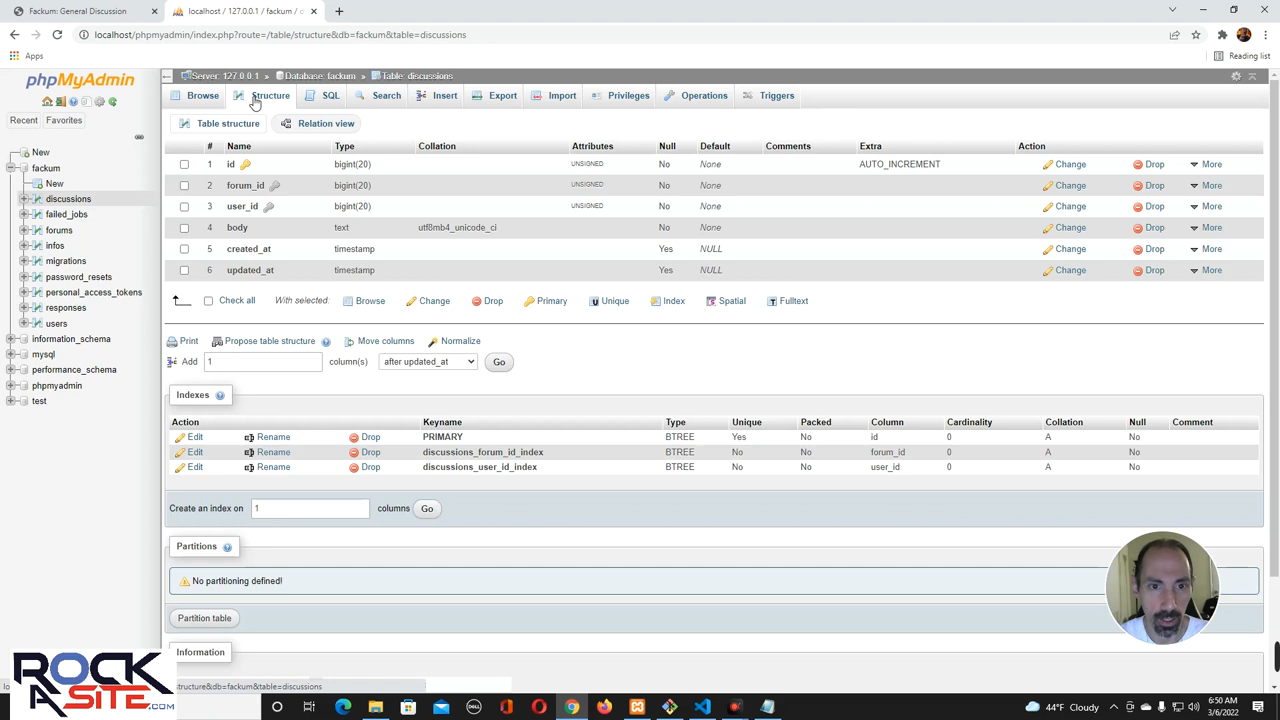 Fackum: General Discussion
localhost / 127.0.0.1 / fackum / d
localhost/phpmyadmin/index.php?route=/table/structure&db=fackum&table=discussions
Apps
Reading list
phpMyAdmin
Recent
Favorites
New
fackum
New
discussions
failed_jobs
forums
infos
migrations
password_resets
personal_access_tokens
responses
users
information_schema
mysql
performance_schema
phpmyadmin
test
Server: 127.0.0.1 » Database: fackum » Table: discussions
Browse Structure SQL Search Insert Export Import Privileges Operations Triggers
Table structure Relation view
# Name Type Collation Attributes Null Default Comments Extra Action
1 id bigint(20) UNSIGNED No None AUTO_INCREMENT Change Drop More
2 forum_id bigint(20) UNSIGNED No None Change Drop More
3 user_id bigint(20) UNSIGNED No None Change Drop More
4 body text utf8mb4_unicode_ci No None Change Drop More
5 created_at timestamp Yes NULL Change Drop More
6 updated_at timestamp Yes NULL Change Drop More
Check all With selected: Browse Change Drop Primary Unique Index Spatial Fulltext
Print Propose table structure Move columns Normalize
Add 1 column(s) after updated_at Go
Indexes
Action Keyname Type Unique Packed Column Cardinality Collation Null Comment
Edit Rename Drop PRIMARY BTREE Yes No id 0 A No
Edit Rename Drop discussions_forum_id_index BTREE No No forum_id 0 A No
Edit Rename Drop discussions_user_id_index BTREE No No user_id 0 A No
Create an index on 1 columns Go
Partitions
No partitioning defined!
Partition table
Information
structure&db=fackum&table=discussions
ROCK
A SITE.COM
44°F Cloudy
6:50 AM
3/6/2022